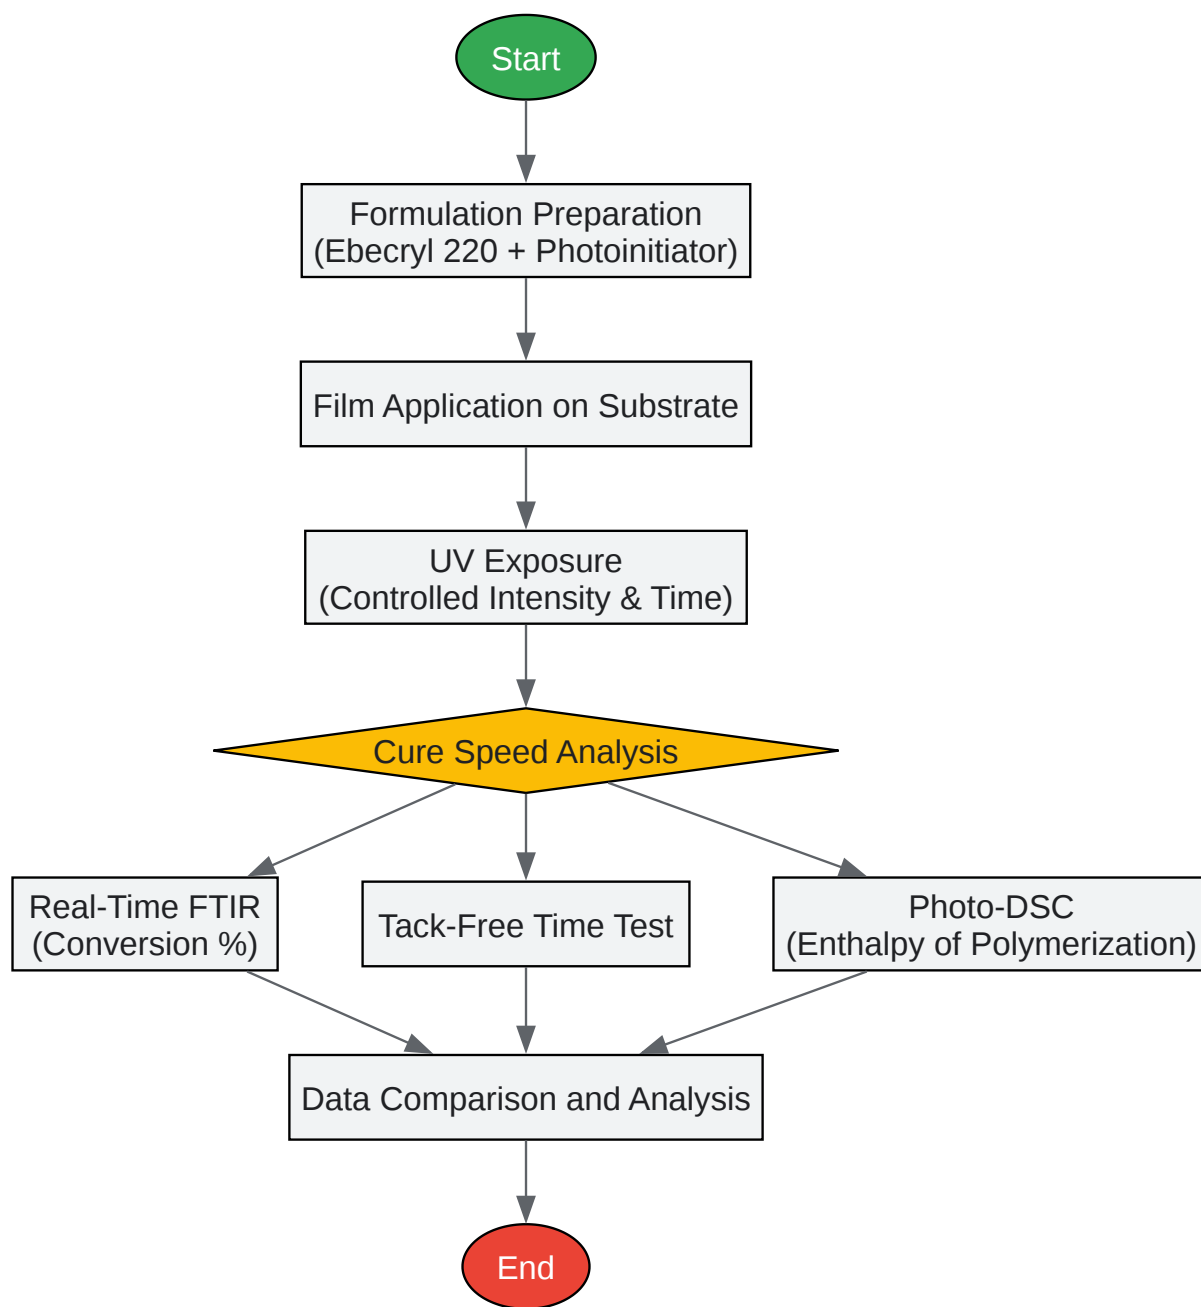 Start
Formulation Preparation
(Ebecryl 220 + Photoinitiator)
Film Application on Substrate
UV Exposure
(Controlled Intensity & Time)
Cure Speed Analysis
Real-Time FTIR
(Conversion %)
Tack-Free Time Test
Photo-DSC
(Enthalpy of Polymerization)
Data Comparison and Analysis
End